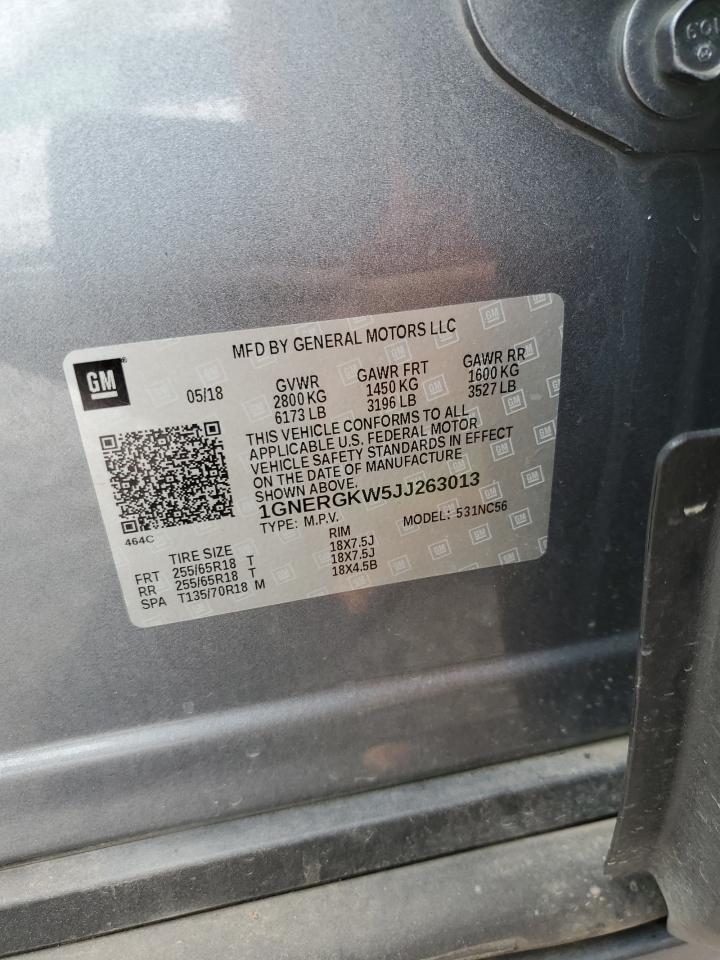 10.9
MFD BY GENERAL MOTORS LLC
GM
05/18
GVWR GAWR FRT GAWR RR
2800 KG 1450 KG 1600 KG
6173 LB 3196 LB 3527 LB
THIS VEHICLE CONFORMS TO ALL
APPLICABLE U.S. FEDERAL MOTOR
VEHICLE SAFETY STANDARDS IN EFFECT
ON THE DATE OF MANUFACTURE
SHOWN ABOVE.
1GNERGKW5JJ263013
TYPE: M.P.V. MODEL: 531NC56
464C
TIRE SIZE RIM
FRT 255/65R18 T 18X7.5J
RR 255/65R18 T 18X7.5J
SPA T135/70R18 M 18X4.5B